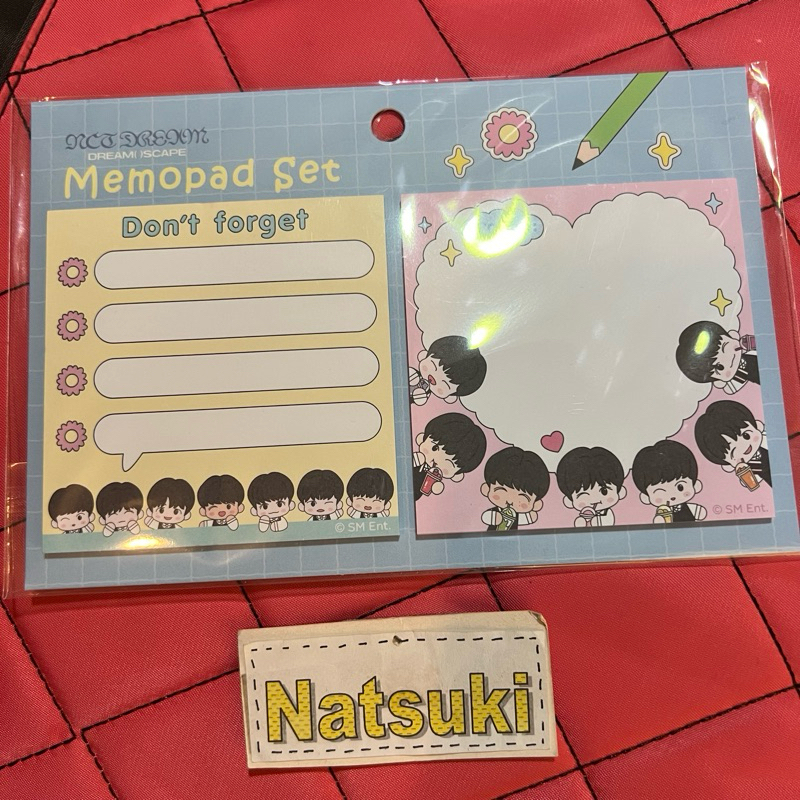 NCT DREAM
DREAM( )SCAPE
Memopad Set
Don't forget
© SM Ent.
© SM Ent.
Natsuki